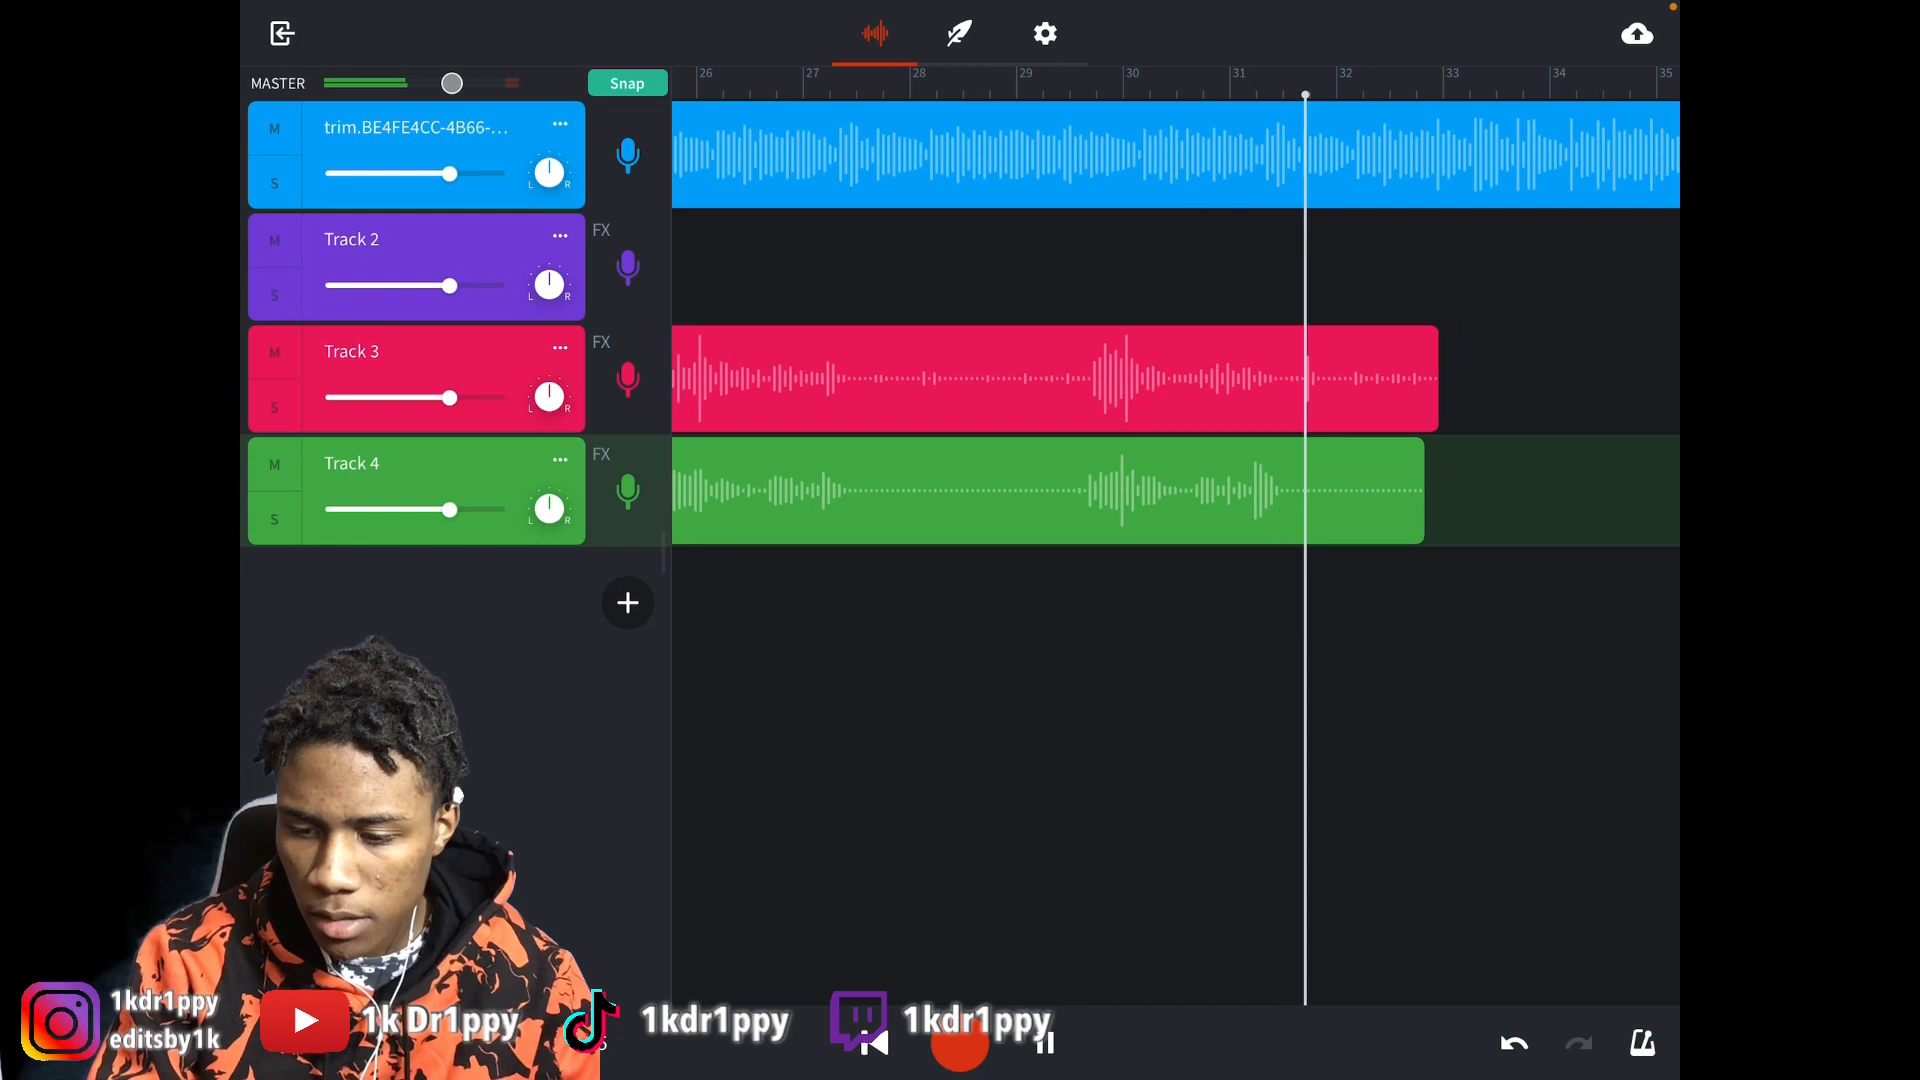 MASTER
Snap
26 27 28 29 30 31 32 33 34 35
M
trim.BE4FE4CC-4B66-...
S
L R
M
Track 2
FX
S
L R
M
Track 3
FX
S
L R
M
Track 4
FX
S
L R
1kdr1ppy
editsby1k
1k Dr1ppy
1kdr1ppy
1kdr1ppy